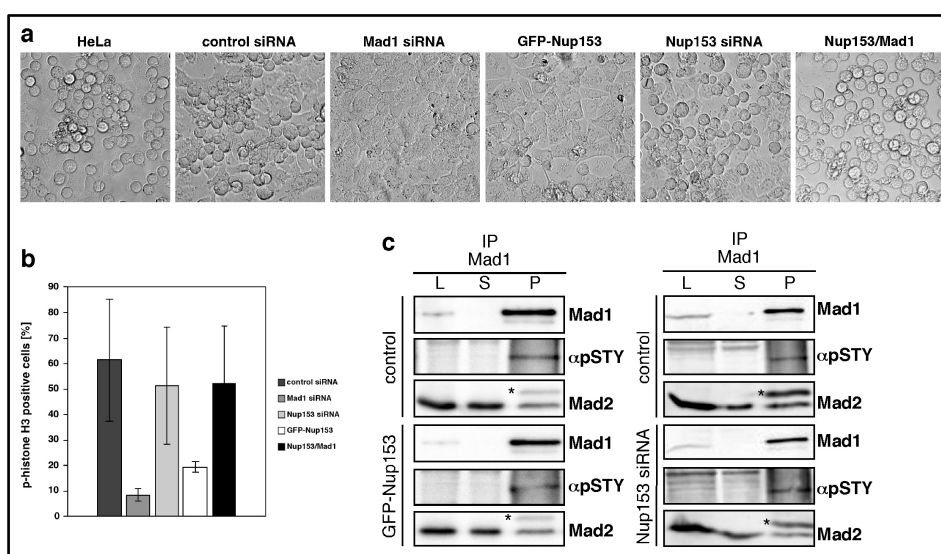 a
HeLa
control siRNA
Mad1 siRNA
GFP-Nup153
Nup153 siRNA
Nup153/Mad1
b
p-histone H3 positive cells [%]
90
80
70
60
50
40
30
20
10
0
control siRNA
Mad1 siRNA
Nup153 siRNA
GFP-Nup153
Nup153/Mad1
c
IP
Mad1
L S P
control
Mad1
αpSTY
* Mad2
GFP-Nup153
Mad1
αpSTY
* Mad2
IP
Mad1
L S P
control
Mad1
αpSTY
* Mad2
Nup153 siRNA
Mad1
αpSTY
* Mad2